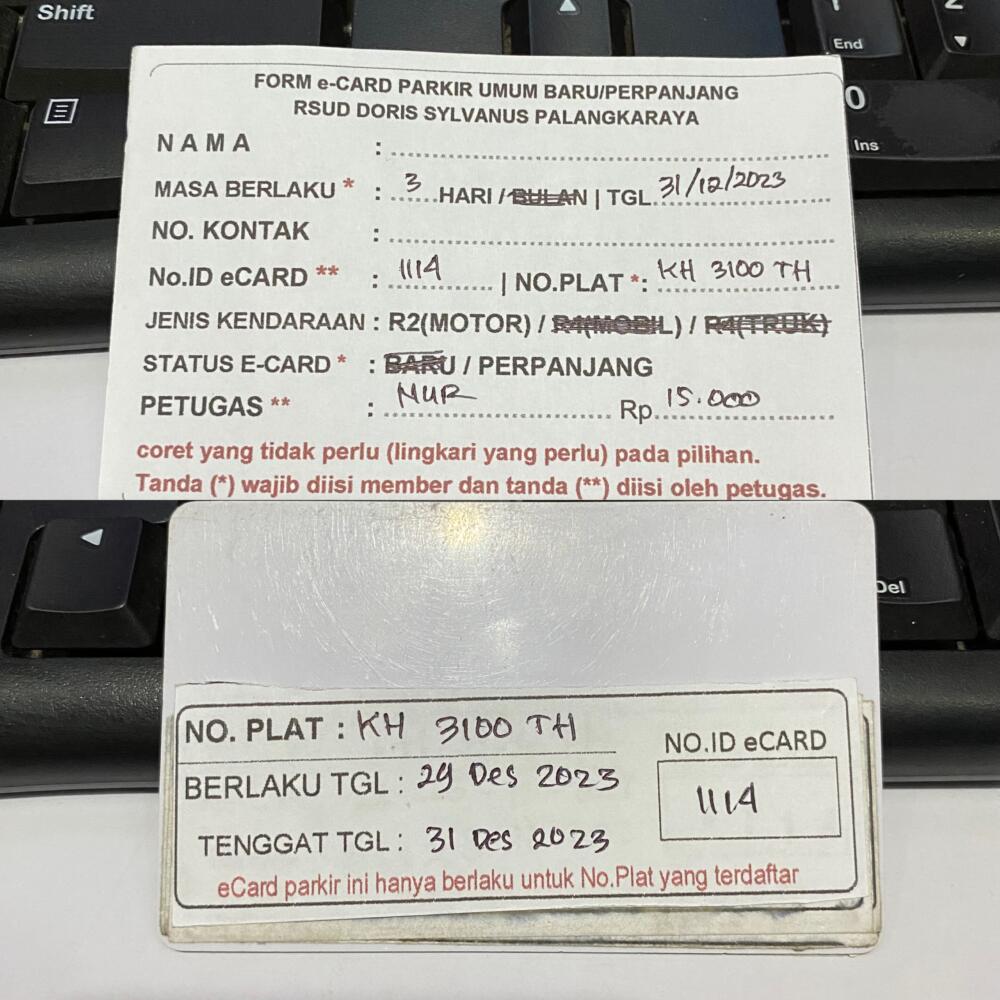 Shift
End
2
0
Ins
FORM e-CARD PARKIR UMUM BARU/PERPANJANG
RSUD DORIS SYLVANUS PALANGKARAYA
NAMA : ........................................
MASA BERLAKU * : 3 HARI / BULAN | TGL. 31/12/2023
NO. KONTAK : ........................................
No.ID eCARD ** : 1114 | NO.PLAT *: KH 3100 TH
JENIS KENDARAAN : R2(MOTOR) / R4(MOBIL) / R4(TRUK)
STATUS E-CARD * : BARU / PERPANJANG
PETUGAS ** : NUR Rp. 15.000
coret yang tidak perlu (lingkari yang perlu) pada pilihan.
Tanda (*) wajib diisi member dan tanda (**) diisi oleh petugas.
Del
NO. PLAT : KH 3100 TH
NO.ID eCARD
BERLAKU TGL : 29 Des 2023
1114
TENGGAT TGL : 31 Des 2023
eCard parkir ini hanya berlaku untuk No.Plat yang terdaftar